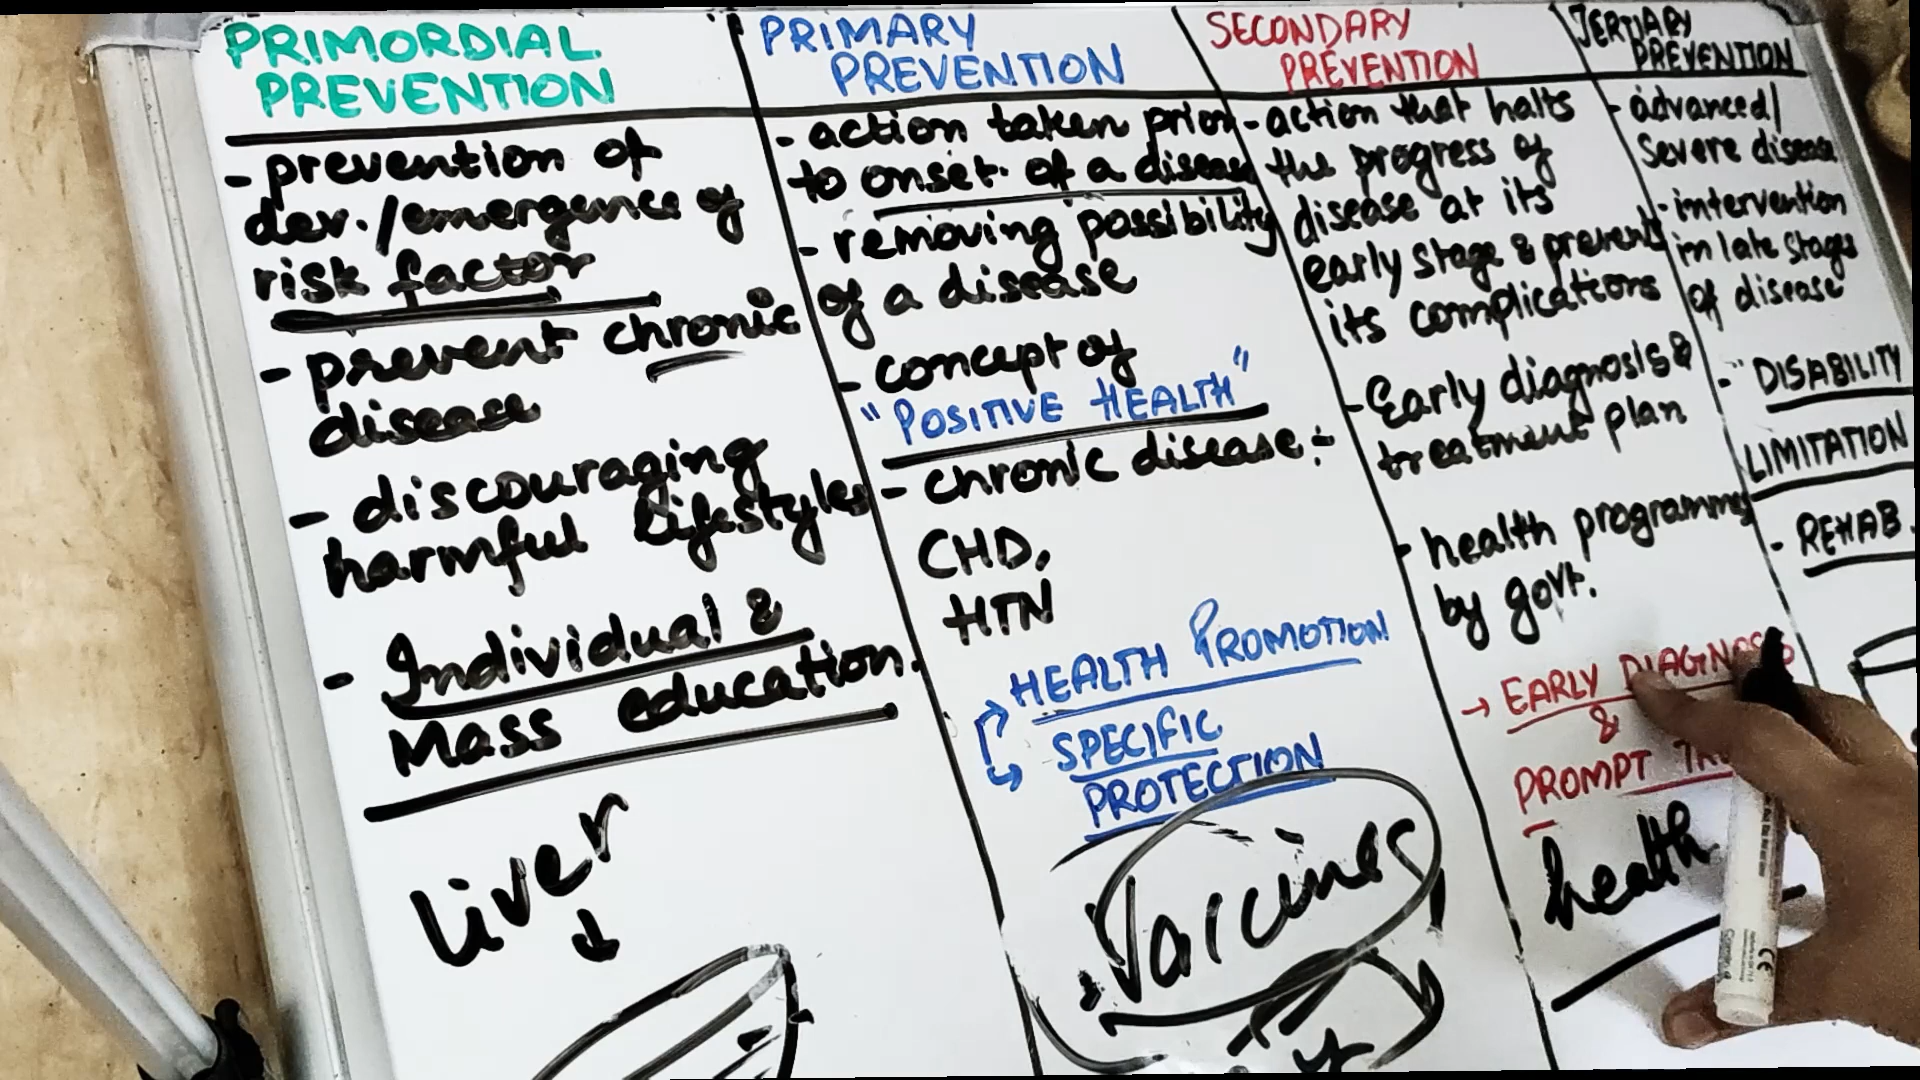 PRIMORDIAL
PREVENTION
- prevention of
dev./emergence of
risk factor
- prevent chronic
disease
- discouraging
harmful lifestyles
- Individual &
Mass education.
Liver
PRIMARY
PREVENTION
- action taken prior
to onset of a disease
- removing possibility
of a disease
- concept of
"POSITIVE HEALTH"
- chronic disease:
CHD,
HTN
HEALTH PROMOTION
SPECIFIC
PROTECTION
Vaccines
SECONDARY
PREVENTION
- action that halts
the progress of
disease at its
early stage & prevent
its complications
- Early diagnosis &
treatment plan
- health programmes
by govt.
→ EARLY DIAGNOSIS
&
PROMPT
health
TERTIARY
PREVENTION
- advanced/
severe disease
- intervention
in late stages
of disease
- "DISABILITY
LIMITATION
- REHAB.